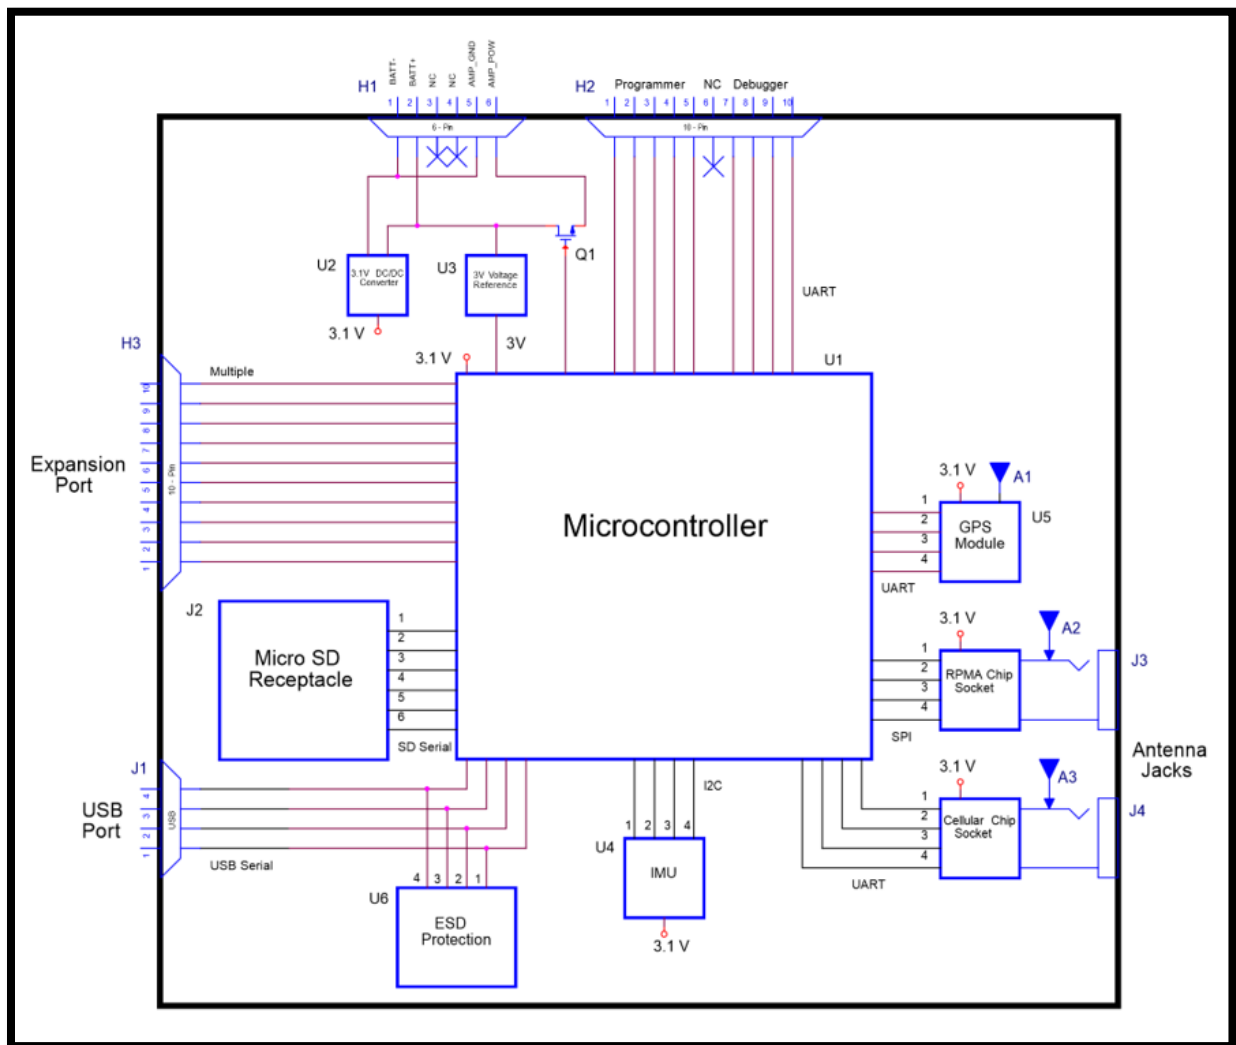 BATT-
BATT+
NC
NC
AMP_GND
AMP_POW
H1
1 2 3 4 5 6
6 - Pin
H2
Programmer NC Debugger
1 2 3 4 5 6 7 8 9 10
10 - Pin
Q1
U2
3.1V DC/DC
Converter
3.1 V
U3
3V Voltage
Reference
3V
UART
3.1 V
U1
Microcontroller
H3
Multiple
10
9
8
7
6
5
4
3
2
1
10 - Pin
Expansion
Port
3.1 V
A1
1
2
3
4
GPS
Module
U5
UART
J2
Micro SD
Receptacle
1
2
3
4
5
6
SD Serial
3.1 V
A2
J3
1
2
3
4
RPMA Chip
Socket
SPI
Antenna
Jacks
J1
4
3
2
1
USB
USB
Port
USB Serial
3.1 V
A3
J4
1
2
3
4
Cellular Chip
Socket
UART
I2C
1 2 3 4
U4
IMU
3.1 V
4 3 2 1
U6
ESD
Protection